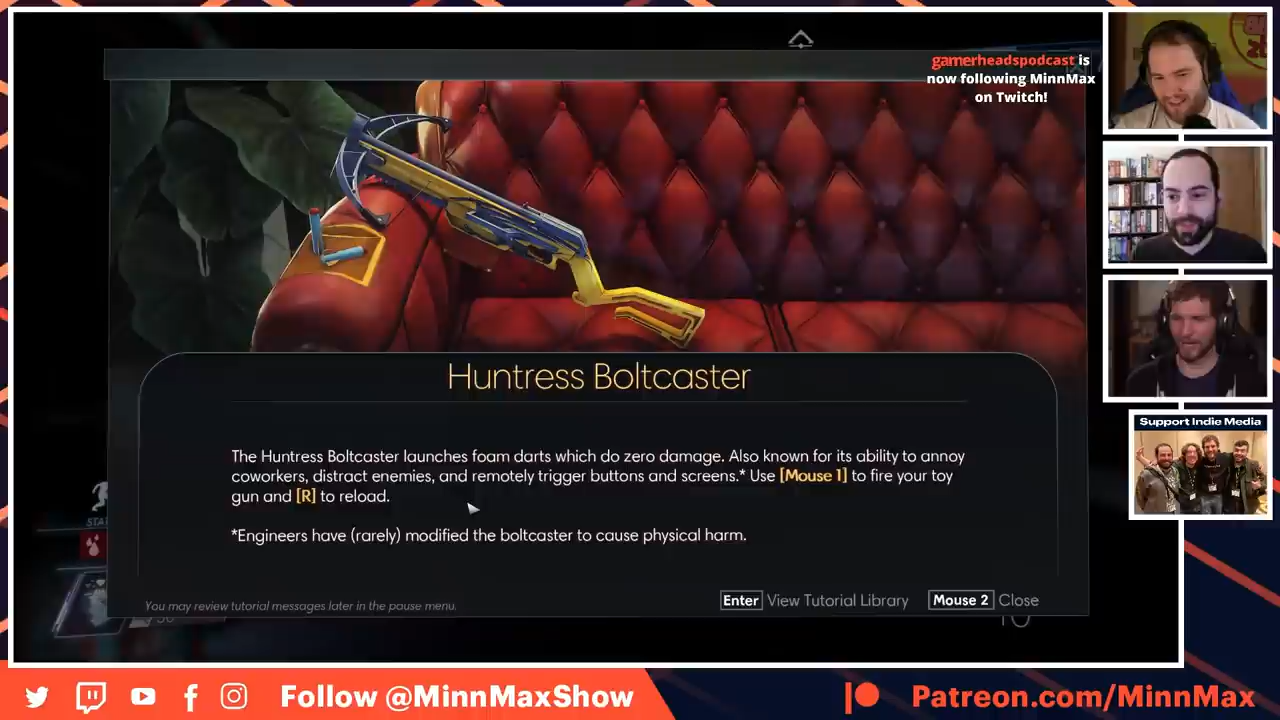 gamerheadspodcast is
now following MinnMax
on Twitch!
Huntress Boltcaster
The Huntress Boltcaster launches foam darts which do zero damage. Also known for its ability to annoy
coworkers, distract enemies, and remotely trigger buttons and screens.* Use [Mouse 1] to fire your toy
gun and [R] to reload.
*Engineers have (rarely) modified the boltcaster to cause physical harm.
You may review tutorial messages later in the pause menu.
Enter View Tutorial Library
Mouse 2 Close
Support Indie Media
Follow @MinnMaxShow
Patreon.com/MinnMax